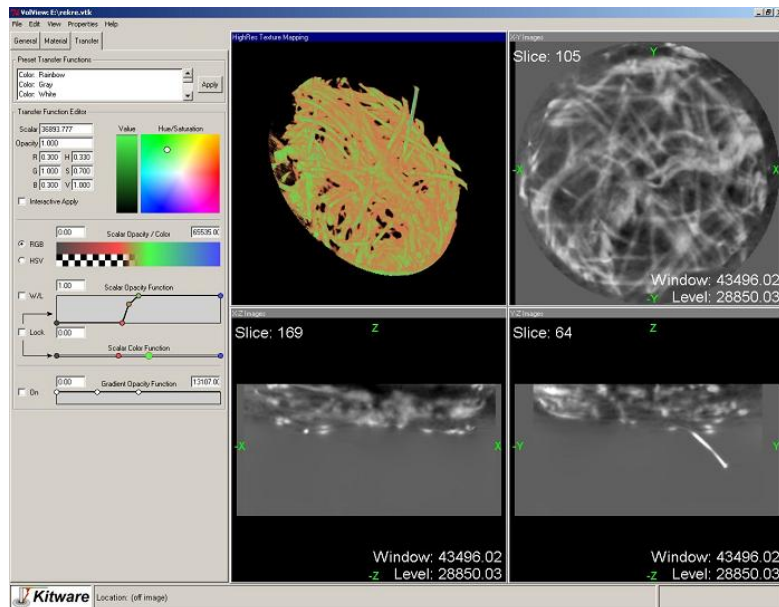 VolView: E:\rekre.vtk
File Edit View Properties Help
General Material Transfer
Preset Transfer Functions
Color: Rainbow
Color: Gray
Color: White
Apply
Transfer Function Editor
Scalar 36893.777
Opacity 1.000
R 0.300 H 0.330
G 1.000 S 0.700
B 0.300 V 1.000
Value Hue/Saturation
Interactive Apply
0.00 Scalar Opacity / Color 65535.00
RGB
HSV
1.00 Scalar Opacity Function
W/L
Lock 0.00
Scalar Color Function
0.00 Gradient Opacity Function 13107.00
On
HighRes Texture Mapping
X-Y Images
Slice: 105
Y
-X X
-Y
Window: 43496.02
Level: 28850.03
X-Z Images
Slice: 169
Z
-X X
Window: 43496.02
-Z Level: 28850.03
Y-Z Images
Slice: 64
Z
-Y Y
Window: 43496.02
-Z Level: 28850.03
Kitware Location: (off image)